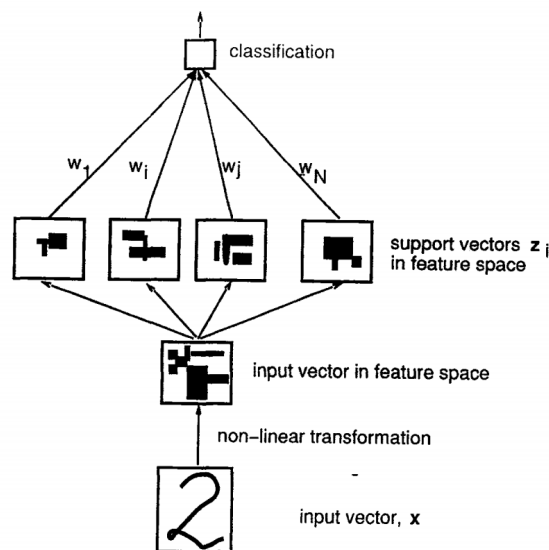 classification
w1 wi wj wN
support vectors zi
in feature space
input vector in feature space
non-linear transformation
2
input vector, x